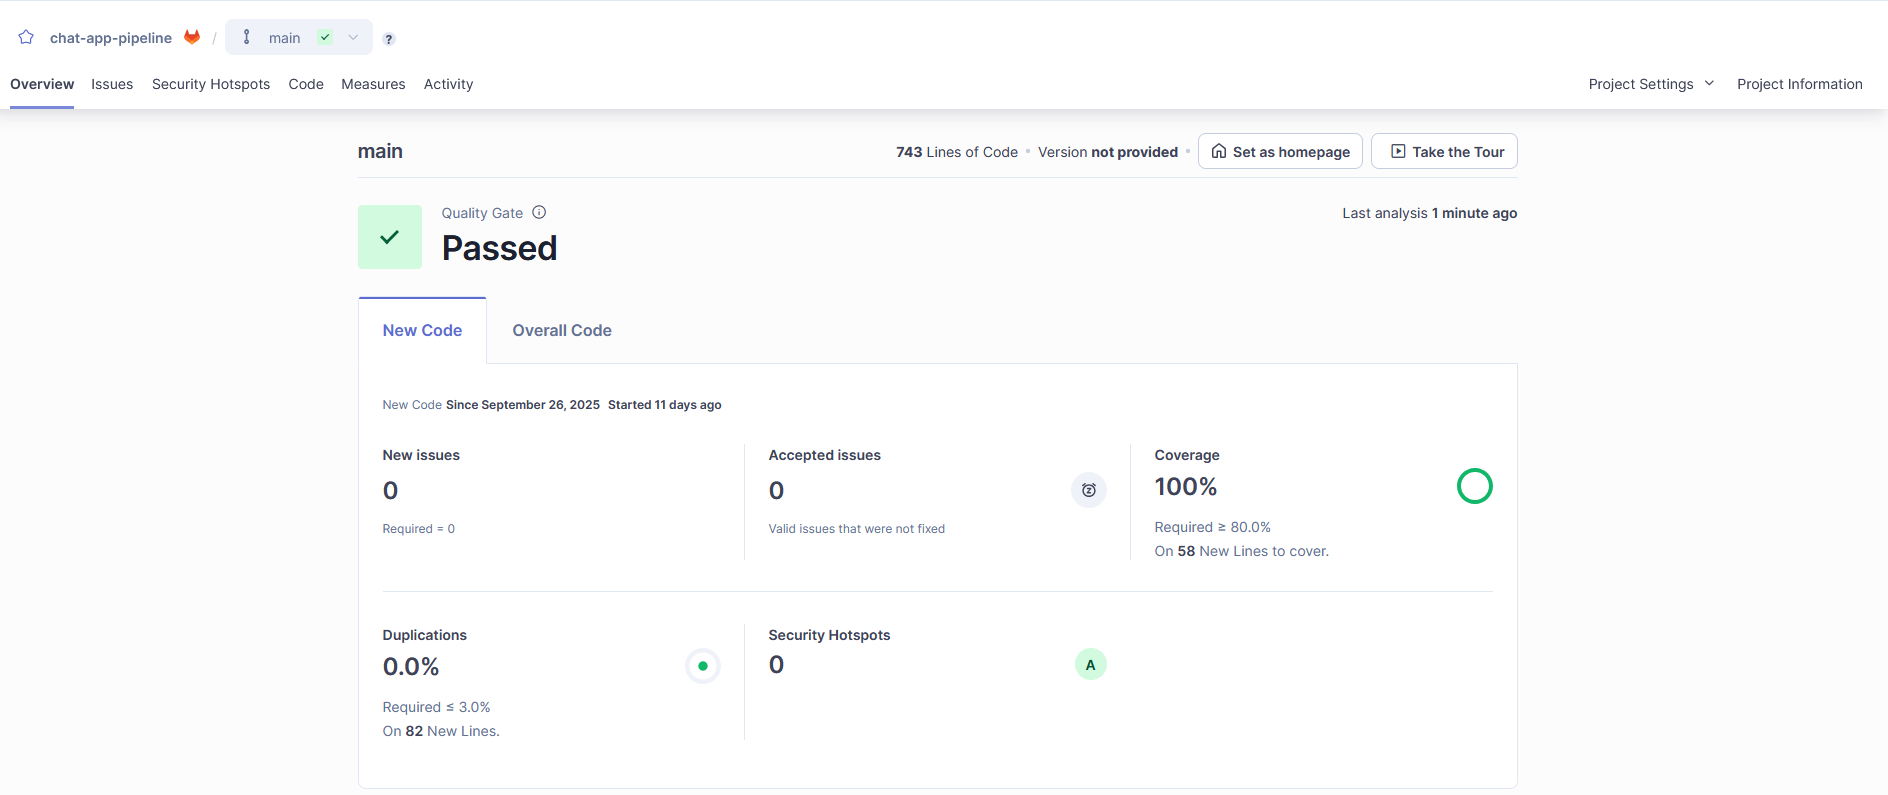 chat-app-pipeline / main ?
Overview Issues Security Hotspots Code Measures Activity Project Settings Project Information
main 743 Lines of Code • Version not provided • Set as homepage Take the Tour
Quality Gate Last analysis 1 minute ago
Passed
New Code Overall Code
New Code Since September 26, 2025 Started 11 days ago
New issues
0
Required = 0
Accepted issues
0
Valid issues that were not fixed
Coverage
100%
Required ≥ 80.0%
On 58 New Lines to cover.
Duplications
0.0%
Required ≤ 3.0%
On 82 New Lines.
Security Hotspots
0 A